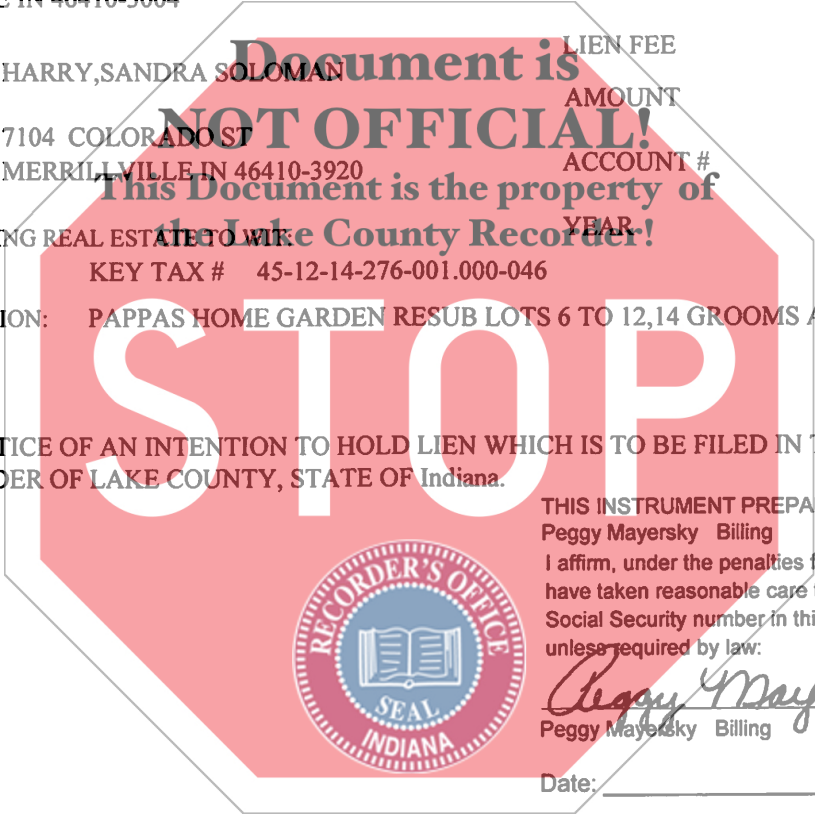 E IN 46410-3004
Document is
LIEN FEE
HARRY,SANDRA SOLOMAN
AMOUNT
NOT OFFICIAL!
7104 COLORADO ST
MERRILLVILLE IN 46410-3920
ACCOUNT #
This Document is the property of
YEAR
the Lake County Recorder!
NG REAL ESTATE TO WIT:
KEY TAX # 45-12-14-276-001.000-046
ION: PAPPAS HOME GARDEN RESUB LOTS 6 TO 12,14 GROOMS A
STOP
TICE OF AN INTENTION TO HOLD LIEN WHICH IS TO BE FILED IN T
DER OF LAKE COUNTY, STATE OF Indiana.
THIS INSTRUMENT PREPA
Peggy Mayersky Billing
I affirm, under the penalties f
have taken reasonable care t
Social Security number in thi
unless required by law:
Peggy May
Peggy Mayersky Billing
Date:
RECORDER'S OFFICE
SEAL
INDIANA